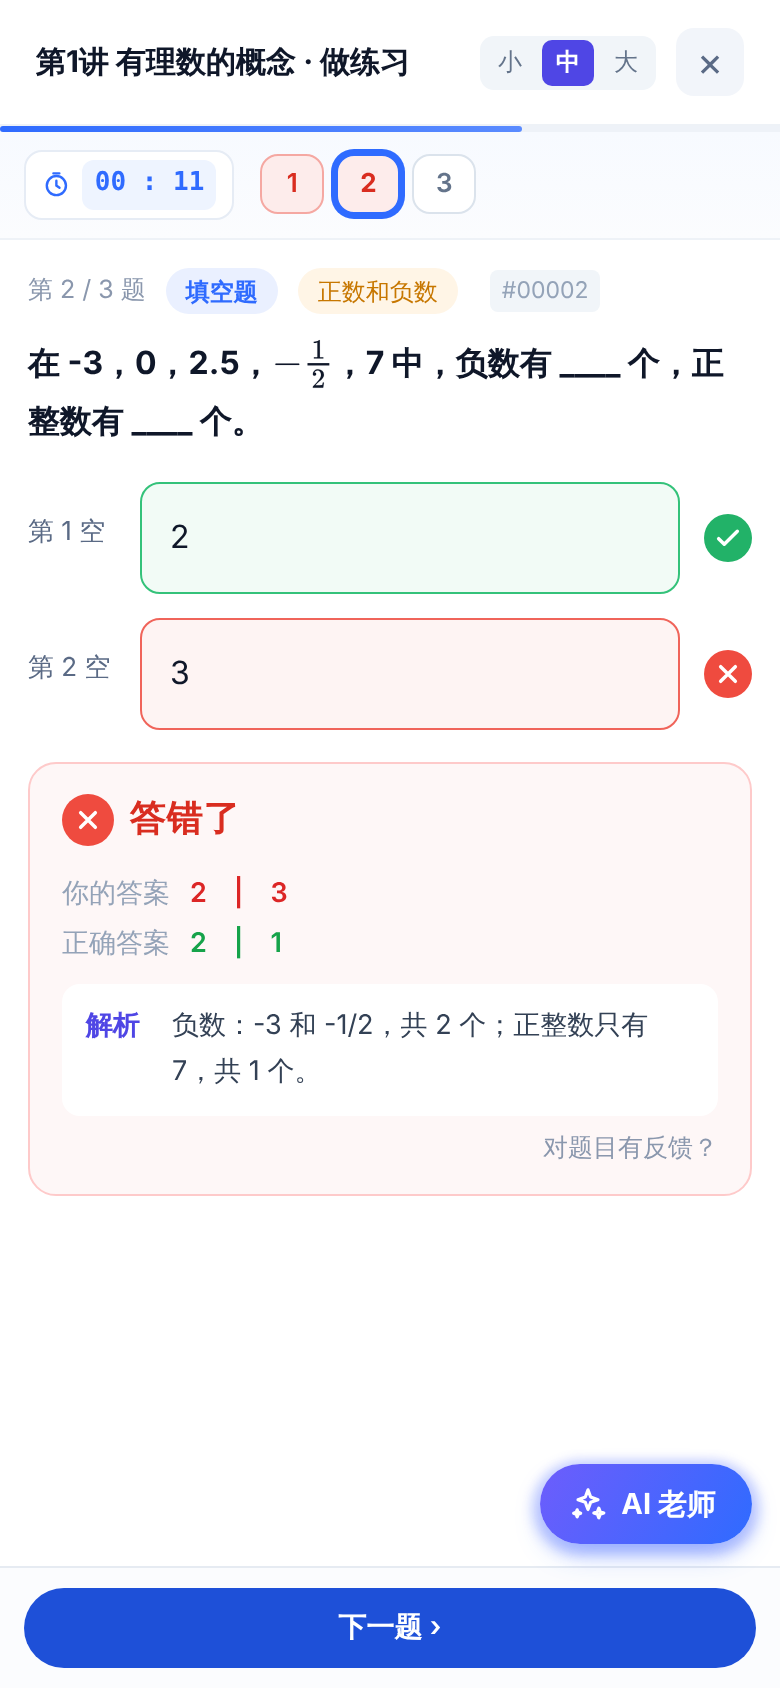 第1讲 有理数的概念 · 做练习
小 中 大 ×
00 : 11 1 2 3
第 2 / 3 题 填空题 正数和负数 #00002
在 -3，0，2.5，−1/2，7 中，负数有 ____ 个，正
整数有 ____ 个。
第 1 空 2
第 2 空 3
答错了
你的答案 2 | 3
正确答案 2 | 1
解析 负数：-3 和 -1/2，共 2 个；正整数只有
7，共 1 个。
对题目有反馈？
AI 老师
下一题 ›